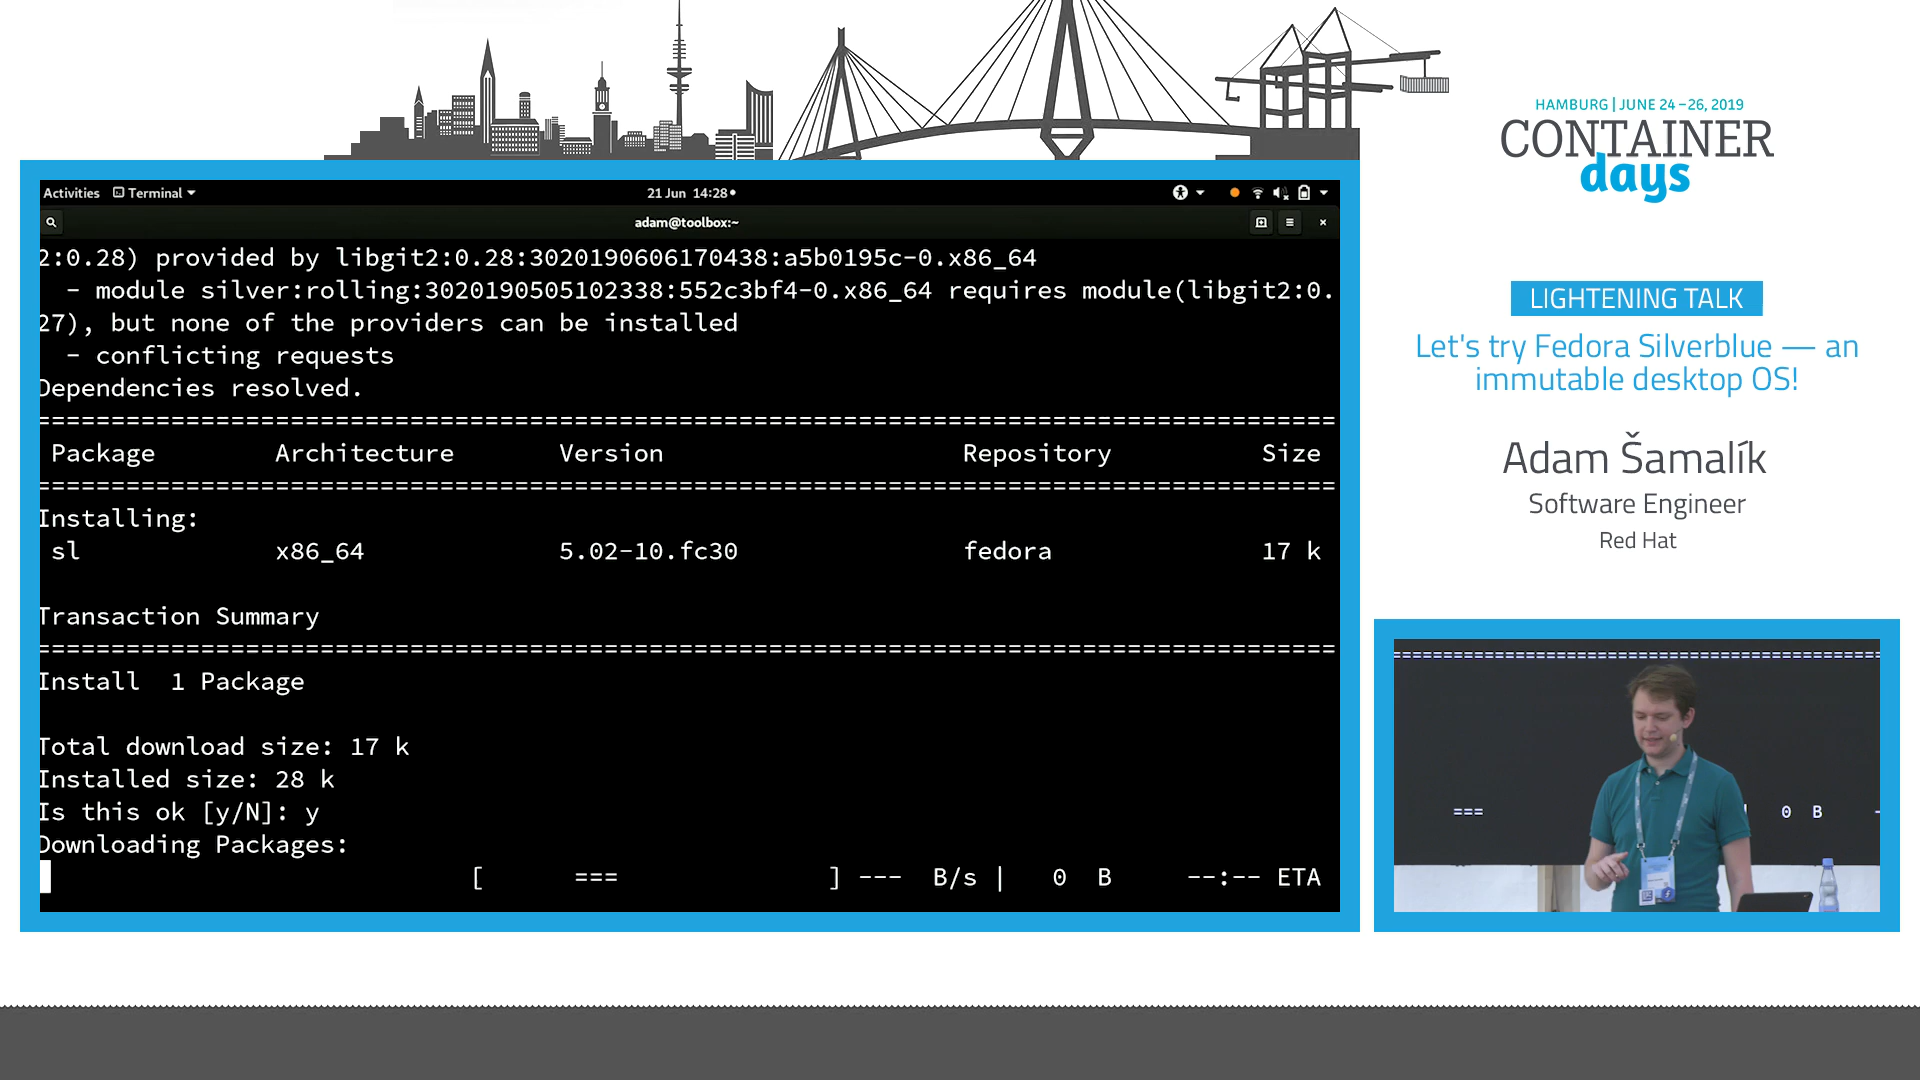 HAMBURG | JUNE 24 – 26, 2019
CONTAINER
days
Activities Terminal 21 Jun 14:28
adam@toolbox:~
2:0.28) provided by libgit2:0.28:3020190606170438:a5b0195c-0.x86_64
- module silver:rolling:3020190505102338:552c3bf4-0.x86_64 requires module(libgit2:0.
27), but none of the providers can be installed
- conflicting requests
Dependencies resolved.
================================================================================
Package Architecture Version Repository Size
================================================================================
Installing:
sl x86_64 5.02-10.fc30 fedora 17 k
Transaction Summary
================================================================================
Install 1 Package
Total download size: 17 k
Installed size: 28 k
Is this ok [y/N]: y
Downloading Packages:
[ === ] --- B/s | 0 B --:-- ETA
LIGHTENING TALK
Let's try Fedora Silverblue — an
immutable desktop OS!
Adam Šamalík
Software Engineer
Red Hat
=== 0 B